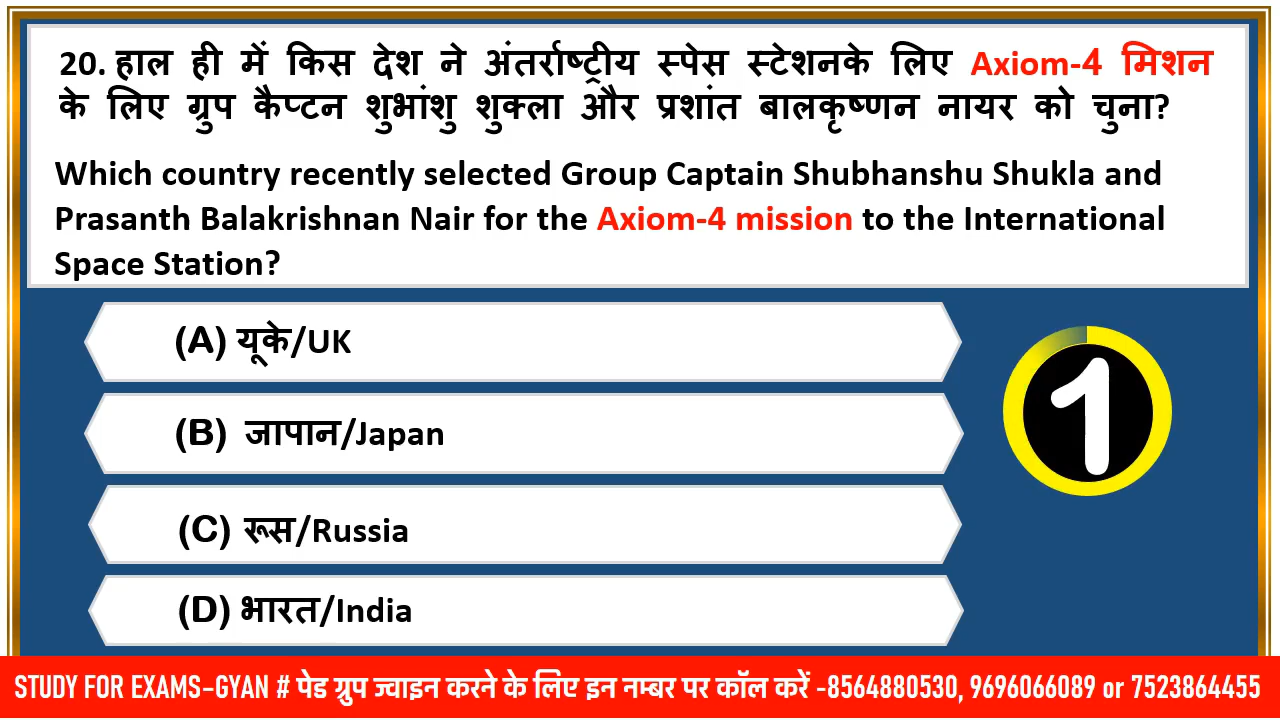 20. हाल ही में किस देश ने अंतर्राष्ट्रीय स्पेस स्टेशनके लिए Axiom-4 मिशन
के लिए ग्रुप कैप्टन शुभांशु शुक्ला और प्रशांत बालकृष्णन नायर को चुना?
Which country recently selected Group Captain Shubhanshu Shukla and
Prasanth Balakrishnan Nair for the Axiom-4 mission to the International
Space Station?
(A) यूके/UK
(B) जापान/Japan
1
(C) रूस/Russia
(D) भारत/India
STUDY FOR EXAMS-GYAN # पेड ग्रुप ज्वाइन करने के लिए इन नम्बर पर कॉल करें -8564880530, 9696066089 or 7523864455